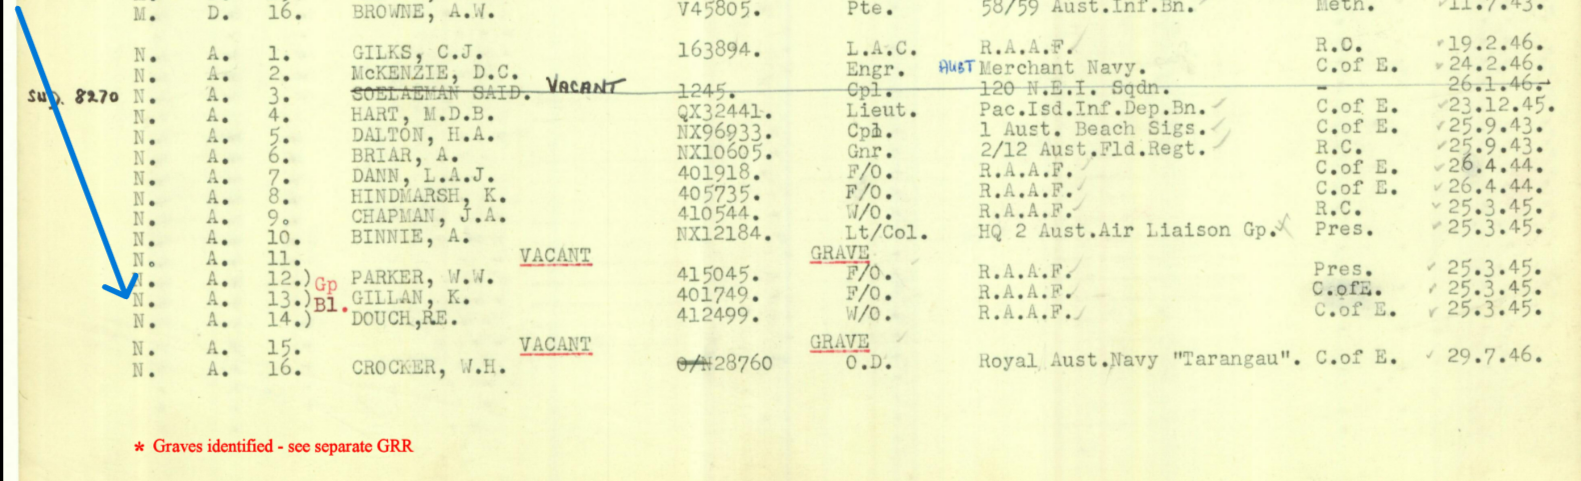 M. D. 16. BROWNE, A.W. V45805. Pte. 58/59 Aust.Inf.Bn. Meth. 11.7.43.
N. A. 1. GILKS, C.J. 163894. L.A.C. R.A.A.F. R.C. 19.2.46.
N. A. 2. McKENZIE, D.C. Engr. AUST Merchant Navy. C.of E. 24.2.46.
SUP. 8270 N. A. 3. SOELAEMAN SAID. VACANT 1245. Cpl. 120 N.E.I. Sqdn. - 26.1.46.
N. A. 4. HART, M.D.B. QX32441. Lieut. Pac.Isd.Inf.Dep.Bn. C.of E. 23.12.45.
N. A. 5. DALTON, H.A. NX96933. Cpl. 1 Aust. Beach Sigs. C.of E. 25.9.43.
N. A. 6. BRIAR, A. NX10605. Gnr. 2/12 Aust.Fld.Regt. R.C. 25.9.43.
N. A. 7. DANN, L.A.J. 401918. F/O. R.A.A.F. C.of E. 26.4.44.
N. A. 8. HINDMARSH, K. 405735. F/O. R.A.A.F. C.of E. 26.4.44.
N. A. 9. CHAPMAN, J.A. 410544. W/O. R.A.A.F. R.C. 25.3.45.
N. A. 10. BINNIE, A. NX12184. Lt/Col. HQ 2 Aust.Air Liaison Gp. Pres. 25.3.45.
N. A. 11. VACANT GRAVE
N. A. 12.) Gp PARKER, W.W. 415045. F/O. R.A.A.F. Pres. 25.3.45.
N. A. 13.) Bl. GILLAN, K. 401749. F/O. R.A.A.F. C.ofE. 25.3.45.
N. A. 14.) DOUCH,RE. 412499. W/O. R.A.A.F. C.of E. 25.3.45.
N. A. 15. VACANT GRAVE
N. A. 16. CROCKER, W.H. O/N28760 O.D. Royal Aust.Navy "Tarangau". C.of E. 29.7.46.
* Graves identified - see separate GRR